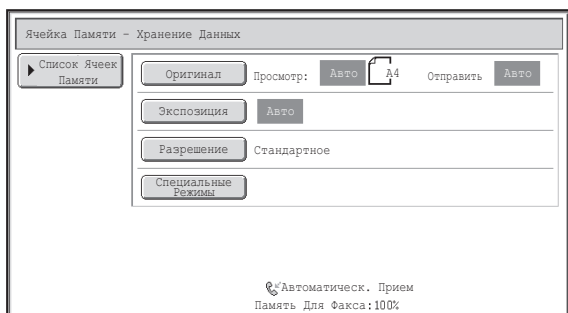 Ячейка Памяти - Хранение Данных
Список Ячеек
Памяти
Оригинал Просмотр: Авто A4 Отправить Авто
Экспозиция Авто
Разрешение Стандартное
Специальные
Режимы
Автоматическ. Прием
Память Для Факса:100%